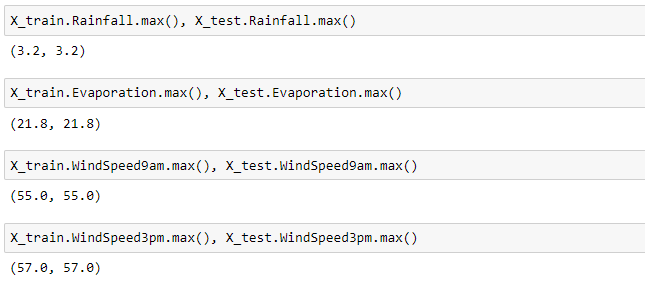 X_train.Rainfall.max(), X_test.Rainfall.max()
(3.2, 3.2)
X_train.Evaporation.max(), X_test.Evaporation.max()
(21.8, 21.8)
X_train.WindSpeed9am.max(), X_test.WindSpeed9am.max()
(55.0, 55.0)
X_train.WindSpeed3pm.max(), X_test.WindSpeed3pm.max()
(57.0, 57.0)